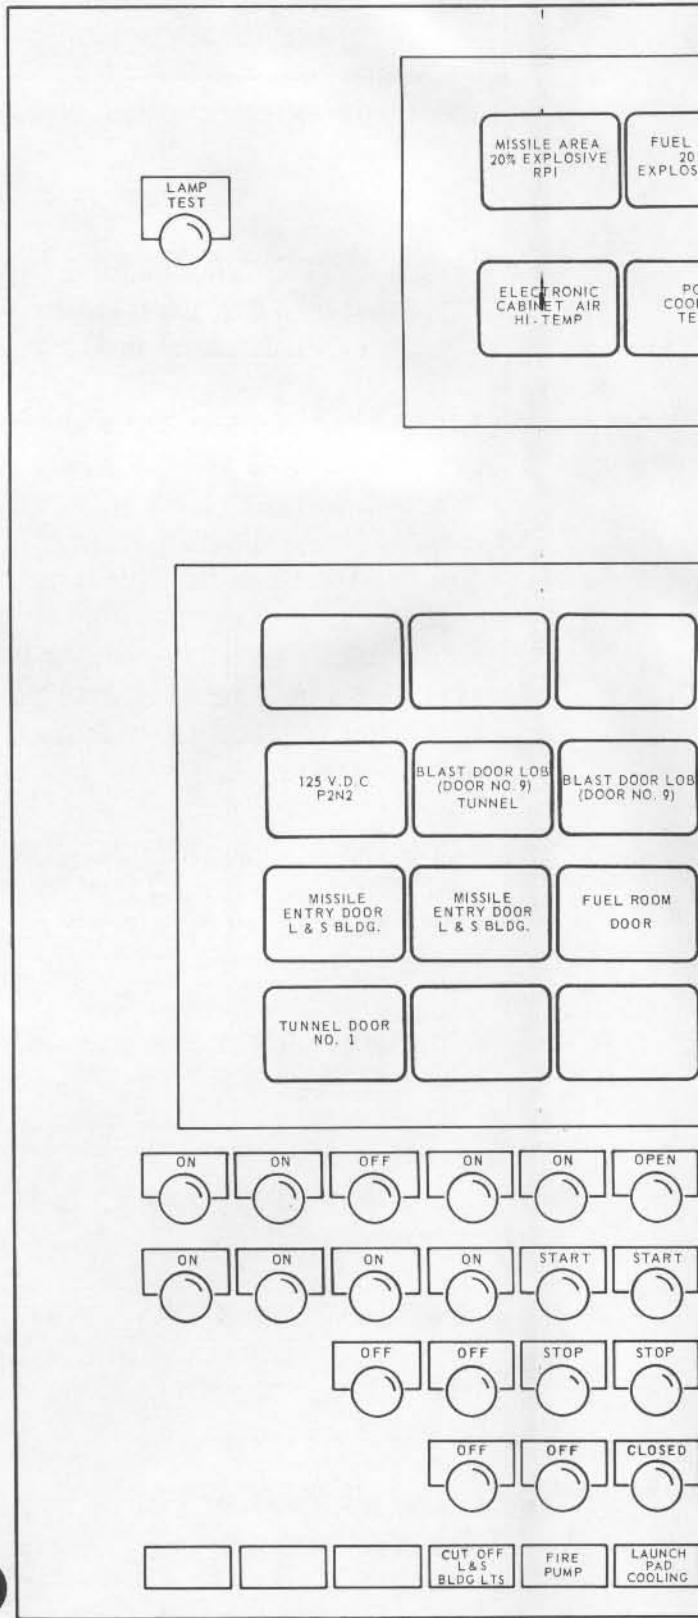 LAMP
TEST
MISSILE AREA
20% EXPLOSIVE
RPI
FUEL
20
EXPLOS
ELECTRONIC
CABINET AIR
HI-TEMP
PO
COO
TE
125 V.D.C.
P2N2
BLAST DOOR LOB
(DOOR NO. 9)
TUNNEL
BLAST DOOR LOB
(DOOR NO. 9)
MISSILE
ENTRY DOOR
L & S BLDG.
MISSILE
ENTRY DOOR
L & S BLDG.
FUEL ROOM
DOOR
TUNNEL DOOR
NO. 1
ON ON OFF ON ON OPEN
ON ON ON ON START START
OFF OFF STOP STOP
OFF OFF CLOSED
CUT OFF
L&S
BLDG LTS
FIRE
PUMP
LAUNCH
PAD
COOLING